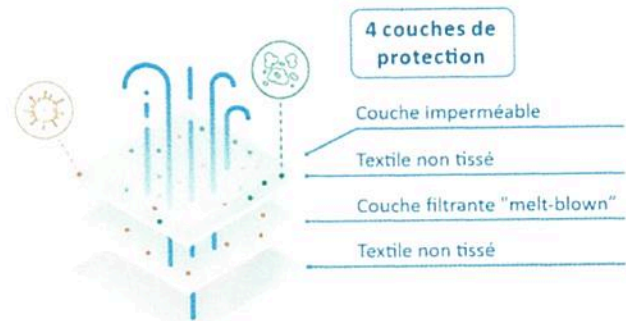 4 couches de
protection
Couche imperméable
Textile non tissé
Couche filtrante "melt-blown"
Textile non tissé